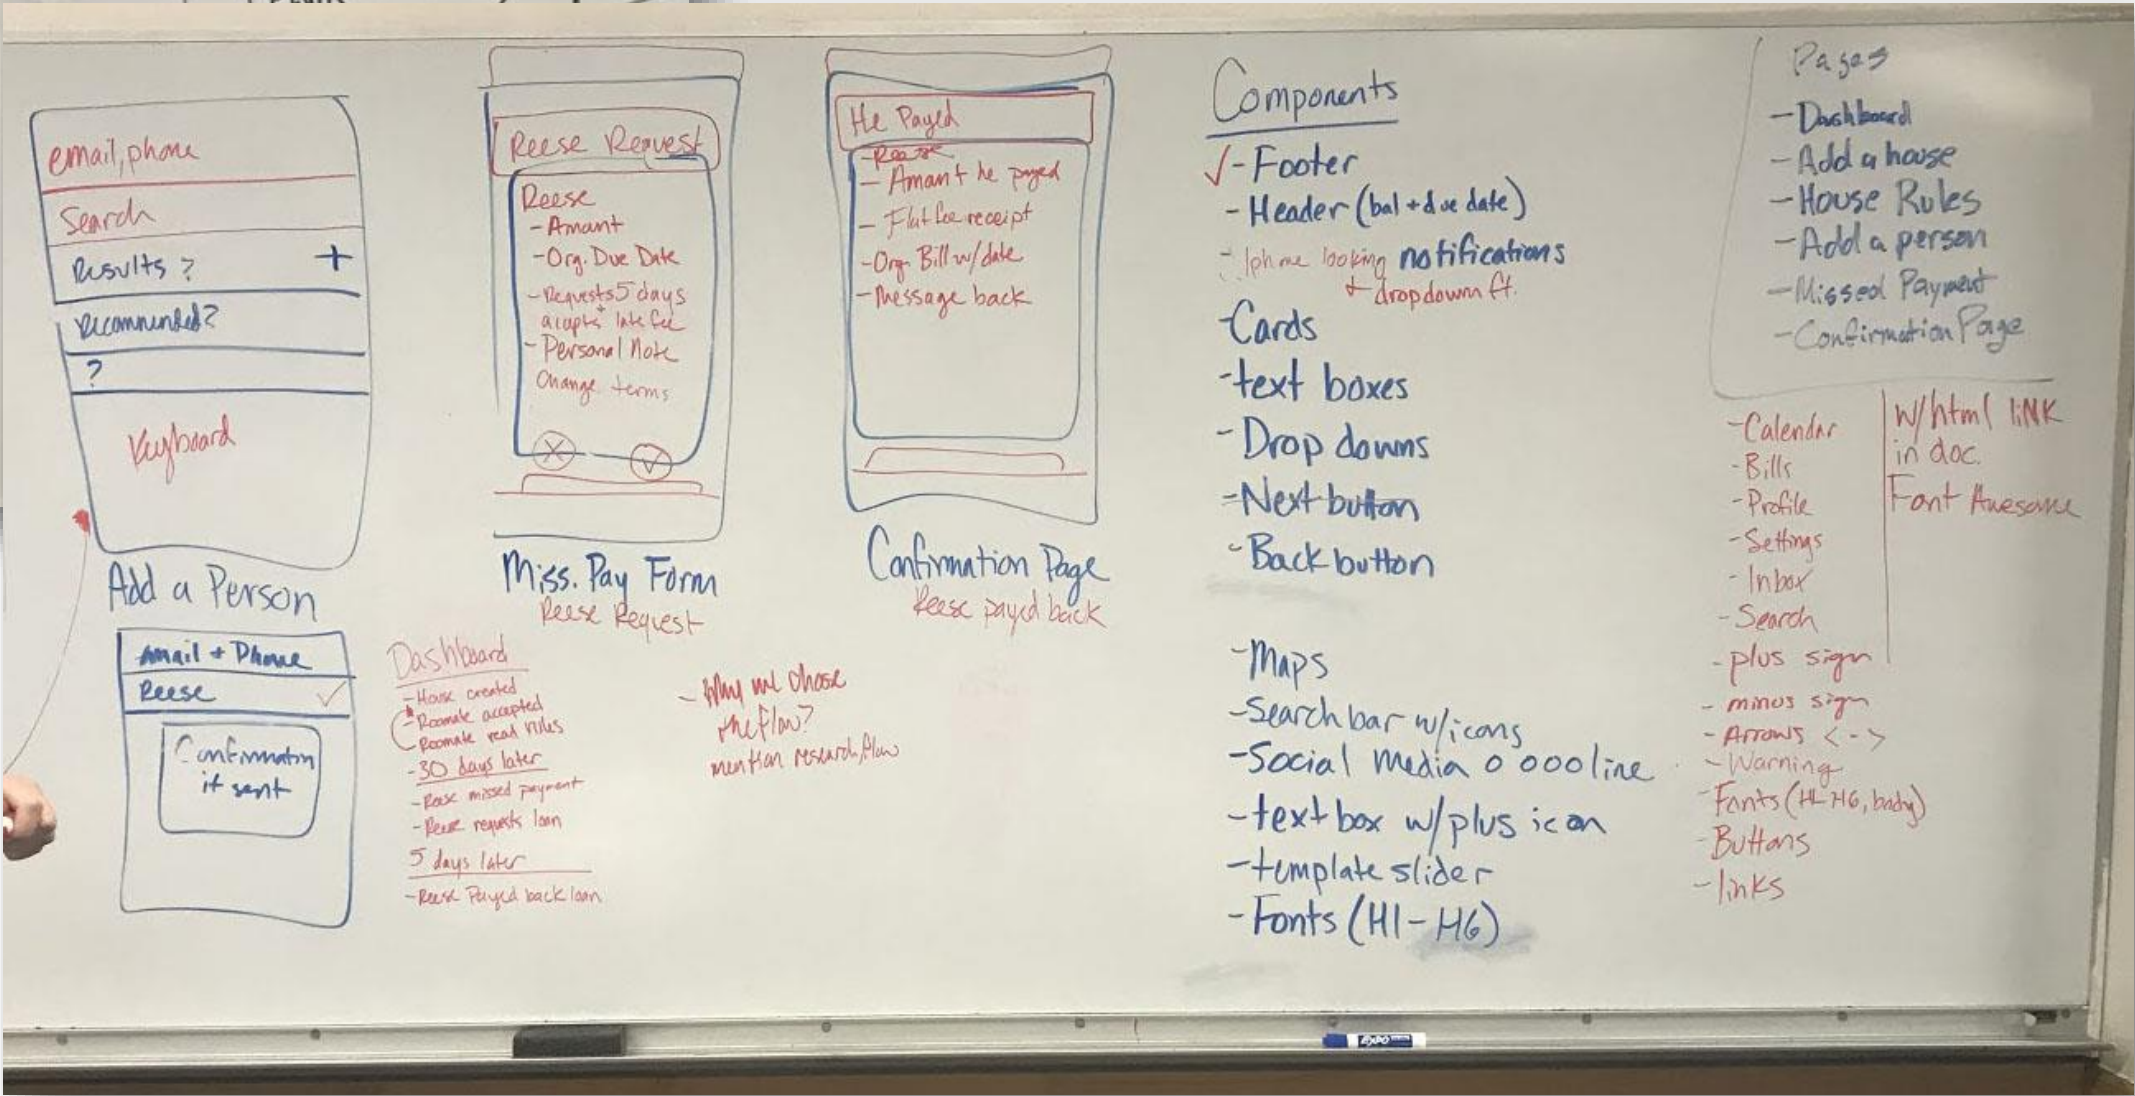 email, phone
Search
Results ?
+
Recommended?
?
Keyboard
Add a Person
email + Phone
Reese ✓
Confirmation
if sent
Reese Request
Reese
- Amant
- Org. Due Date
- Requests 5 days
+
acepts late fee
- Personal Note
Change terms
Miss. Pay Form
Reese Request
He Payed
- Reese
- Amant he payed
- Flat fee receipt
- Org. Bill w/date
- Message back
Confirmation Page
Reese payed back
Dashboard
- House created
- Roomate accepted
Roomate read rules
- 30 days later
- Reese missed payment
- Reese requests loan
5 days later
- Reese Payed back loan
- Why we chose
the flow?
mention research, flow
Components
✓ - Footer
- Header (bal + due date)
- Iphone looking notifications
+ dropdown ft.
- Cards
- text boxes
- Drop downs
- Next button
- Back button
- Maps
- Search bar w/icons
- Social Media o ooo line
- text box w/plus icon
- template slider
- Fonts (H1-H6)
Pages
- Dashboard
- Add a house
- House Rules
- Add a person
- Missed Payment
- Confirmation Page
- Calendar
- Bills
- Profile
- Settings
- Inbox
- Search
- plus sign
- minus sign
- Arrows < - >
- Warning
- Fonts (H1-H6, body)
- Buttons
- links
w/html link
in doc.
Font Awesome
EXPO